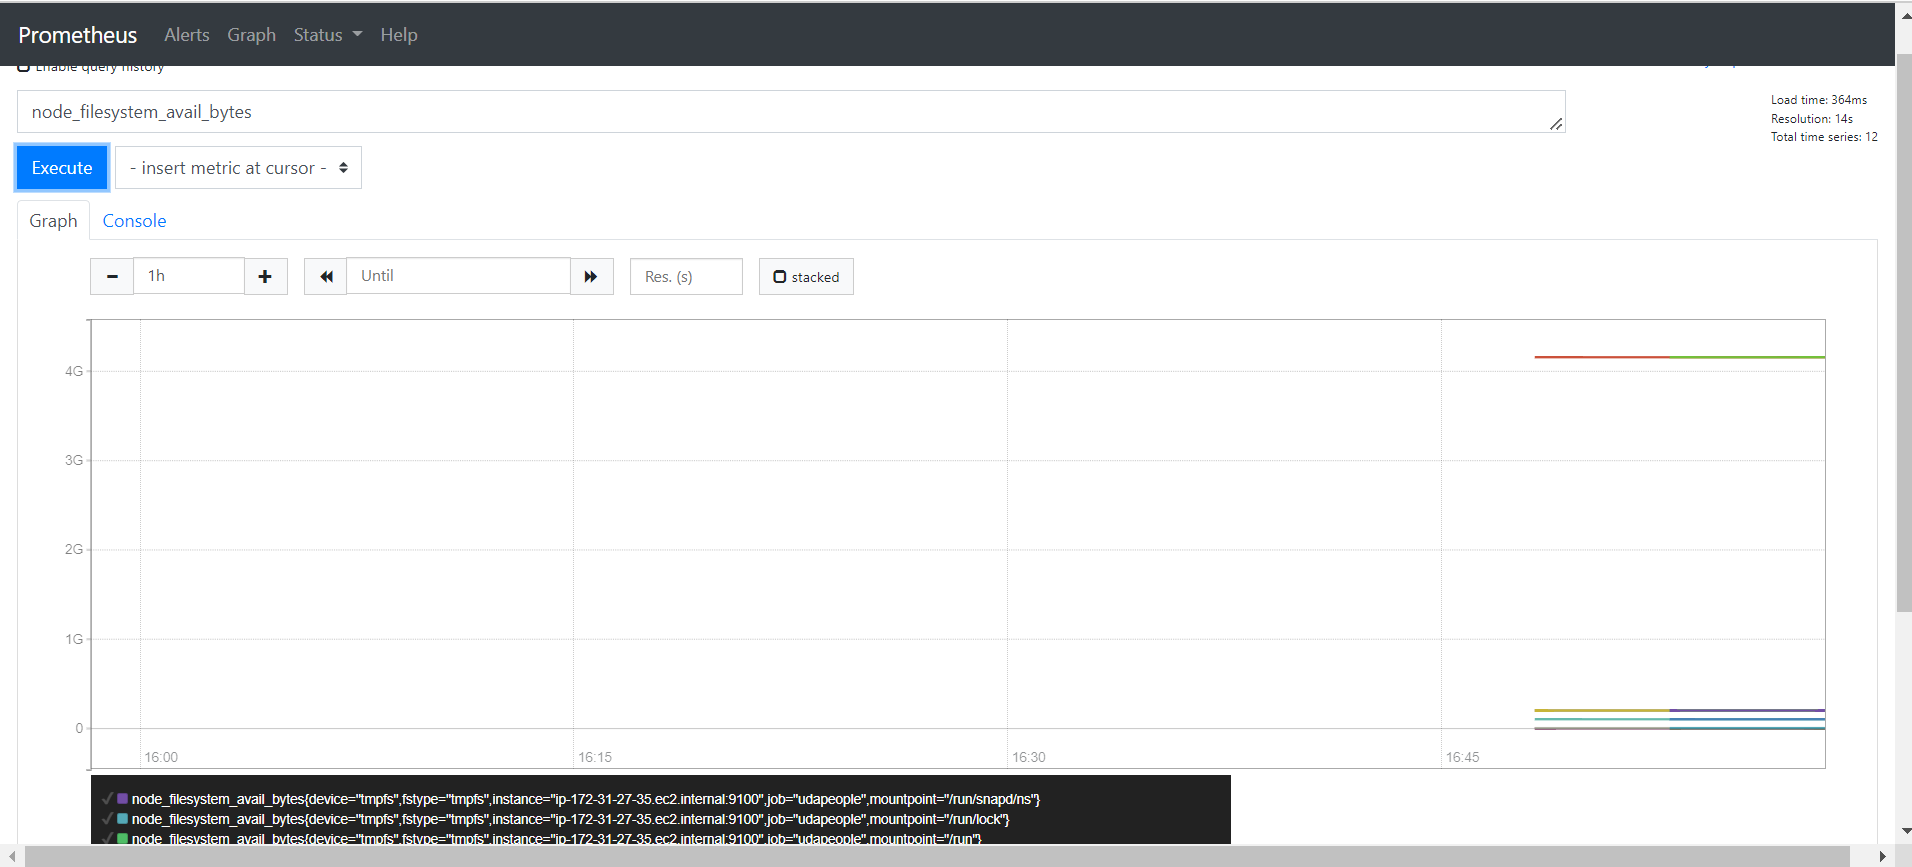 Prometheus Alerts Graph Status Help
Enable query history
node_filesystem_avail_bytes
Load time: 364ms
Resolution: 14s
Total time series: 12
Execute - insert metric at cursor -
Graph Console
1h Until Res. (s) stacked
4G
3G
2G
1G
0
16:00 16:15 16:30 16:45
node_filesystem_avail_bytes{device="tmpfs",fstype="tmpfs",instance="ip-172-31-27-35.ec2.internal:9100",job="udapeople",mountpoint="/run/snapd/ns"}
node_filesystem_avail_bytes{device="tmpfs",fstype="tmpfs",instance="ip-172-31-27-35.ec2.internal:9100",job="udapeople",mountpoint="/run/lock"}
node_filesystem_avail_bytes{device="tmpfs",fstype="tmpfs",instance="ip-172-31-27-35.ec2.internal:9100",job="udapeople",mountpoint="/run"}